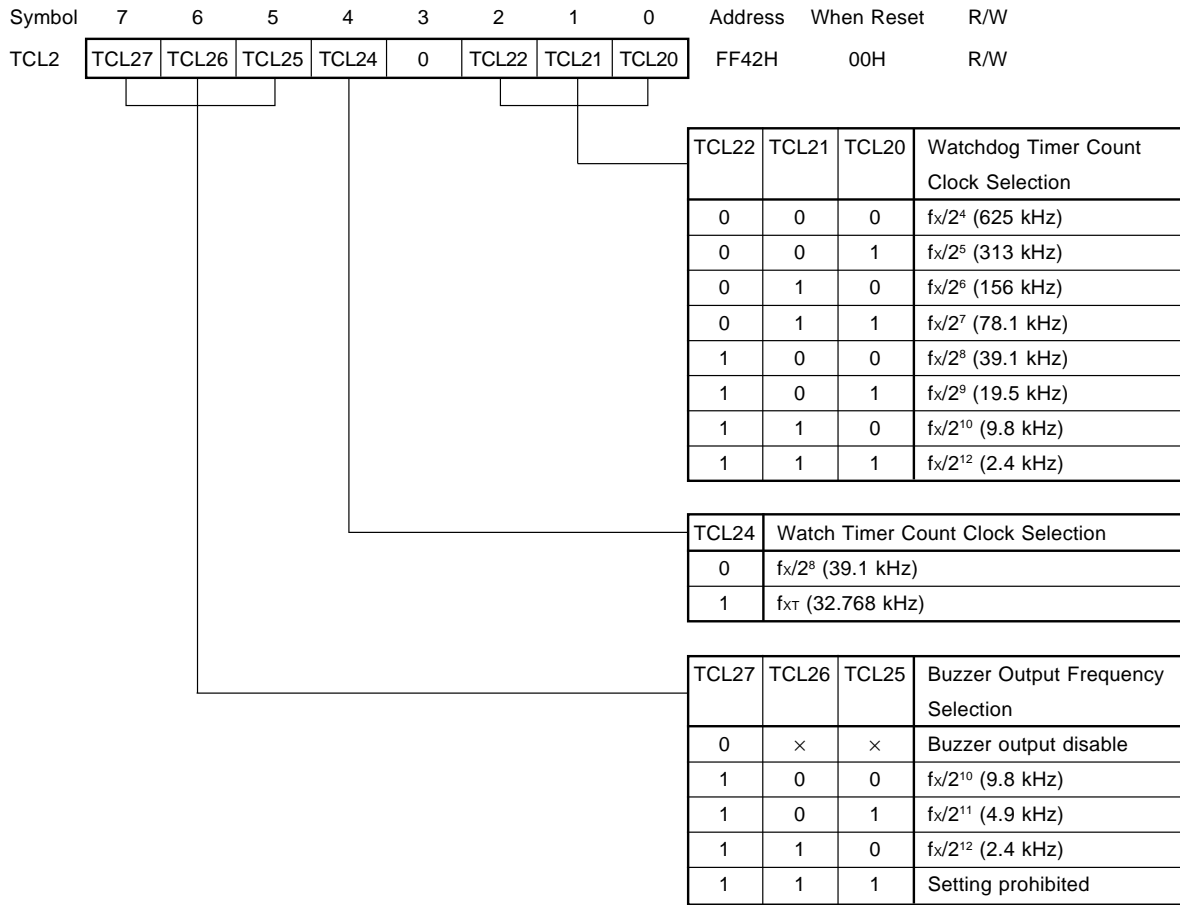 Symbol 7 6 5 4 3 2 1 0 Address When Reset R/W
TCL2 TCL27 TCL26 TCL25 TCL24 0 TCL22 TCL21 TCL20 FF42H 00H R/W
TCL22 TCL21 TCL20 Watchdog Timer Count
Clock Selection
0 0 0 fx/2⁴ (625 kHz)
0 0 1 fx/2⁵ (313 kHz)
0 1 0 fx/2⁶ (156 kHz)
0 1 1 fx/2⁷ (78.1 kHz)
1 0 0 fx/2⁸ (39.1 kHz)
1 0 1 fx/2⁹ (19.5 kHz)
1 1 0 fx/2¹⁰ (9.8 kHz)
1 1 1 fx/2¹² (2.4 kHz)
TCL24 Watch Timer Count Clock Selection
0 fx/2⁸ (39.1 kHz)
1 fXT (32.768 kHz)
TCL27 TCL26 TCL25 Buzzer Output Frequency
Selection
0 × × Buzzer output disable
1 0 0 fx/2¹⁰ (9.8 kHz)
1 0 1 fx/2¹¹ (4.9 kHz)
1 1 0 fx/2¹² (2.4 kHz)
1 1 1 Setting prohibited